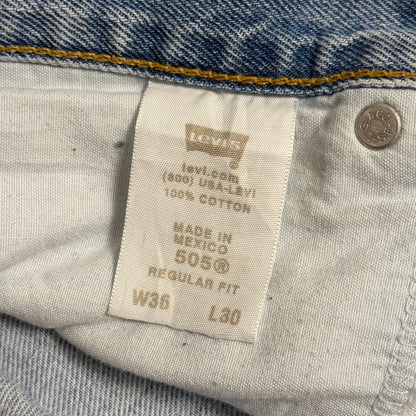 Levi's
®
levi.com
(800) USA-LEVI
100% COTTON
MADE IN
MEXICO
505®
REGULAR FIT
W36 L30